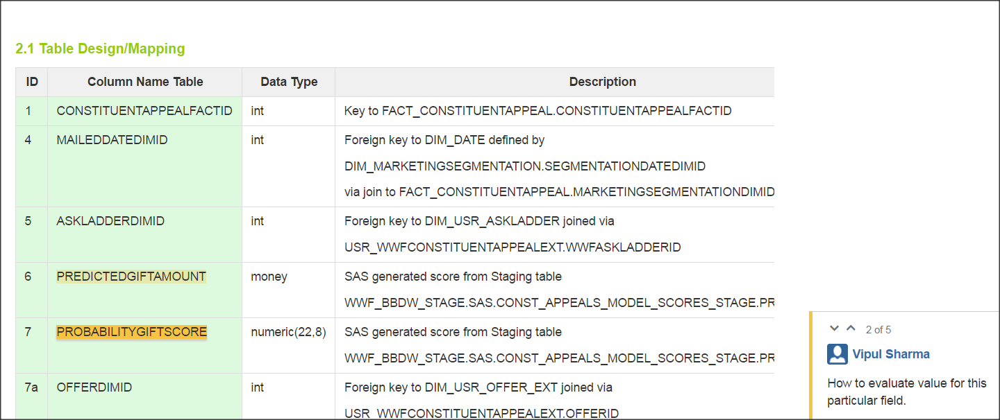 2.1 Table Design/Mapping
ID Column Name Table Data Type Description
1 CONSTITUENTAPPEALFACTID int Key to FACT_CONSTITUENTAPPEAL.CONSTITUENTAPPEALFACTID
4 MAILEDDATEDIMID int Foreign key to DIM_DATE defined by
DIM_MARKETINGSEGMENTATION.SEGMENTATIONDATEDIMID
via join to FACT_CONSTITUENTAPPEAL.MARKETINGSEGMENTATIONDIMID
5 ASKLADDERDIMID int Foreign key to DIM_USR_ASKLADDER joined via
USR_WWFCONSTITUENTAPPEALEXT.WWFASKLADDERID
6 PREDICTEDGIFTAMOUNT money SAS generated score from Staging table
WWF_BBDW_STAGE.SAS.CONST_APPEALS_MODEL_SCORES_STAGE.PR
7 PROBABILITYGIFTSCORE numeric(22,8) SAS generated score from Staging table
WWF_BBDW_STAGE.SAS.CONST_APPEALS_MODEL_SCORES_STAGE.PR
7a OFFERDIMID int Foreign key to DIM_USR_OFFER_EXT joined via
USR_WWFCONSTITUENTAPPEALEXT.OFFERID
2 of 5
Vipul Sharma
How to evaluate value for this
particular field.